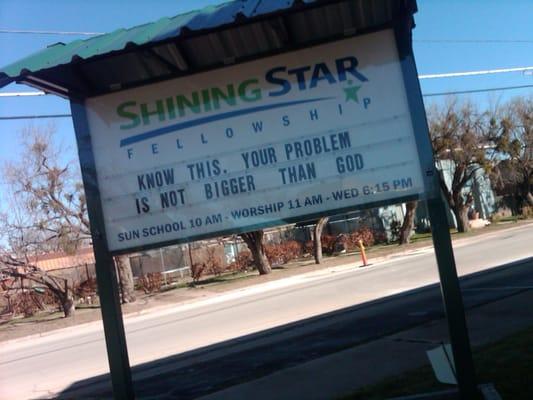 SHINING STAR
FELLOWSHIP
KNOW THIS, YOUR PROBLEM
IS NOT BIGGER THAN GOD
SUN SCHOOL 10 AM - WORSHIP 11 AM - WED 6:15 PM